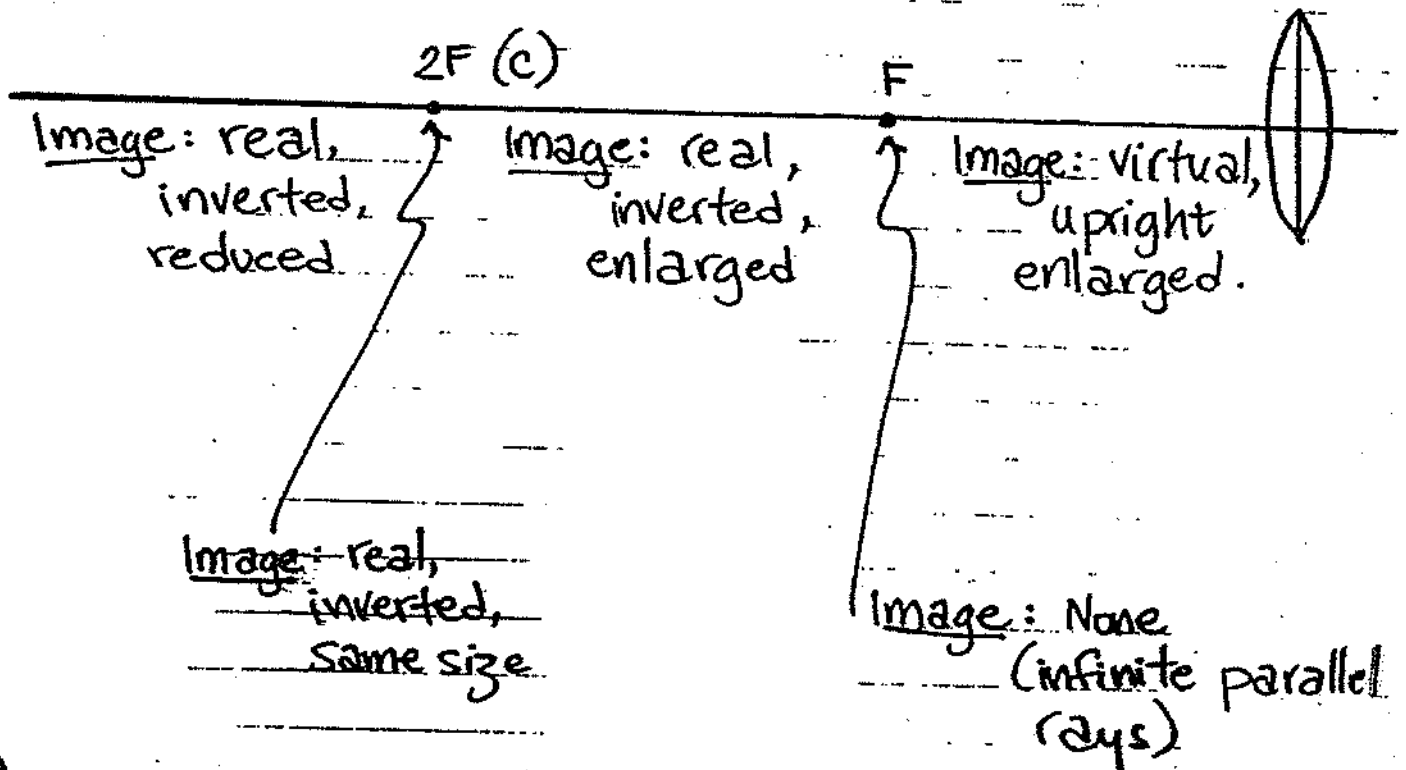 2F (C)
F
Image: real,
inverted,
reduced
Image: real,
inverted,
enlarged
Image: virtual,
upright
enlarged.
Image: real,
inverted,
same size
Image: None
(infinite parallel
rays)